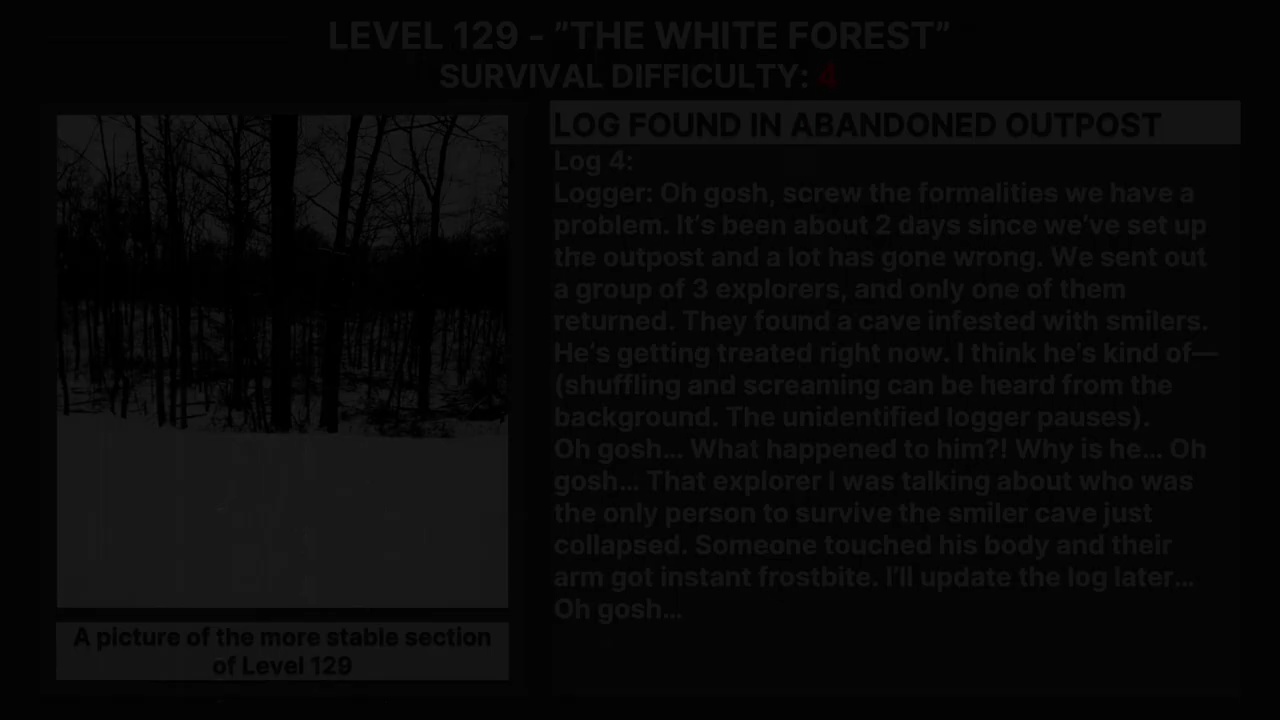 LEVEL 129 - ”THE WHITE FOREST”
SURVIVAL DIFFICULTY: 4
LOG FOUND IN ABANDONED OUTPOST
Log 4:
Logger: Oh gosh, screw the formalities we have a
problem. It’s been about 2 days since we’ve set up
the outpost and a lot has gone wrong. We sent out
a group of 3 explorers, and only one of them
returned. They found a cave infested with smilers.
He’s getting treated right now. I think he’s kind of—
(shuffling and screaming can be heard from the
background. The unidentified logger pauses).
Oh gosh... What happened to him?! Why is he... Oh
gosh... That explorer I was talking about who was
the only person to survive the smiler cave just
collapsed. Someone touched his body and their
arm got instant frostbite. I’ll update the log later...
Oh gosh...
A picture of the more stable section
of Level 129